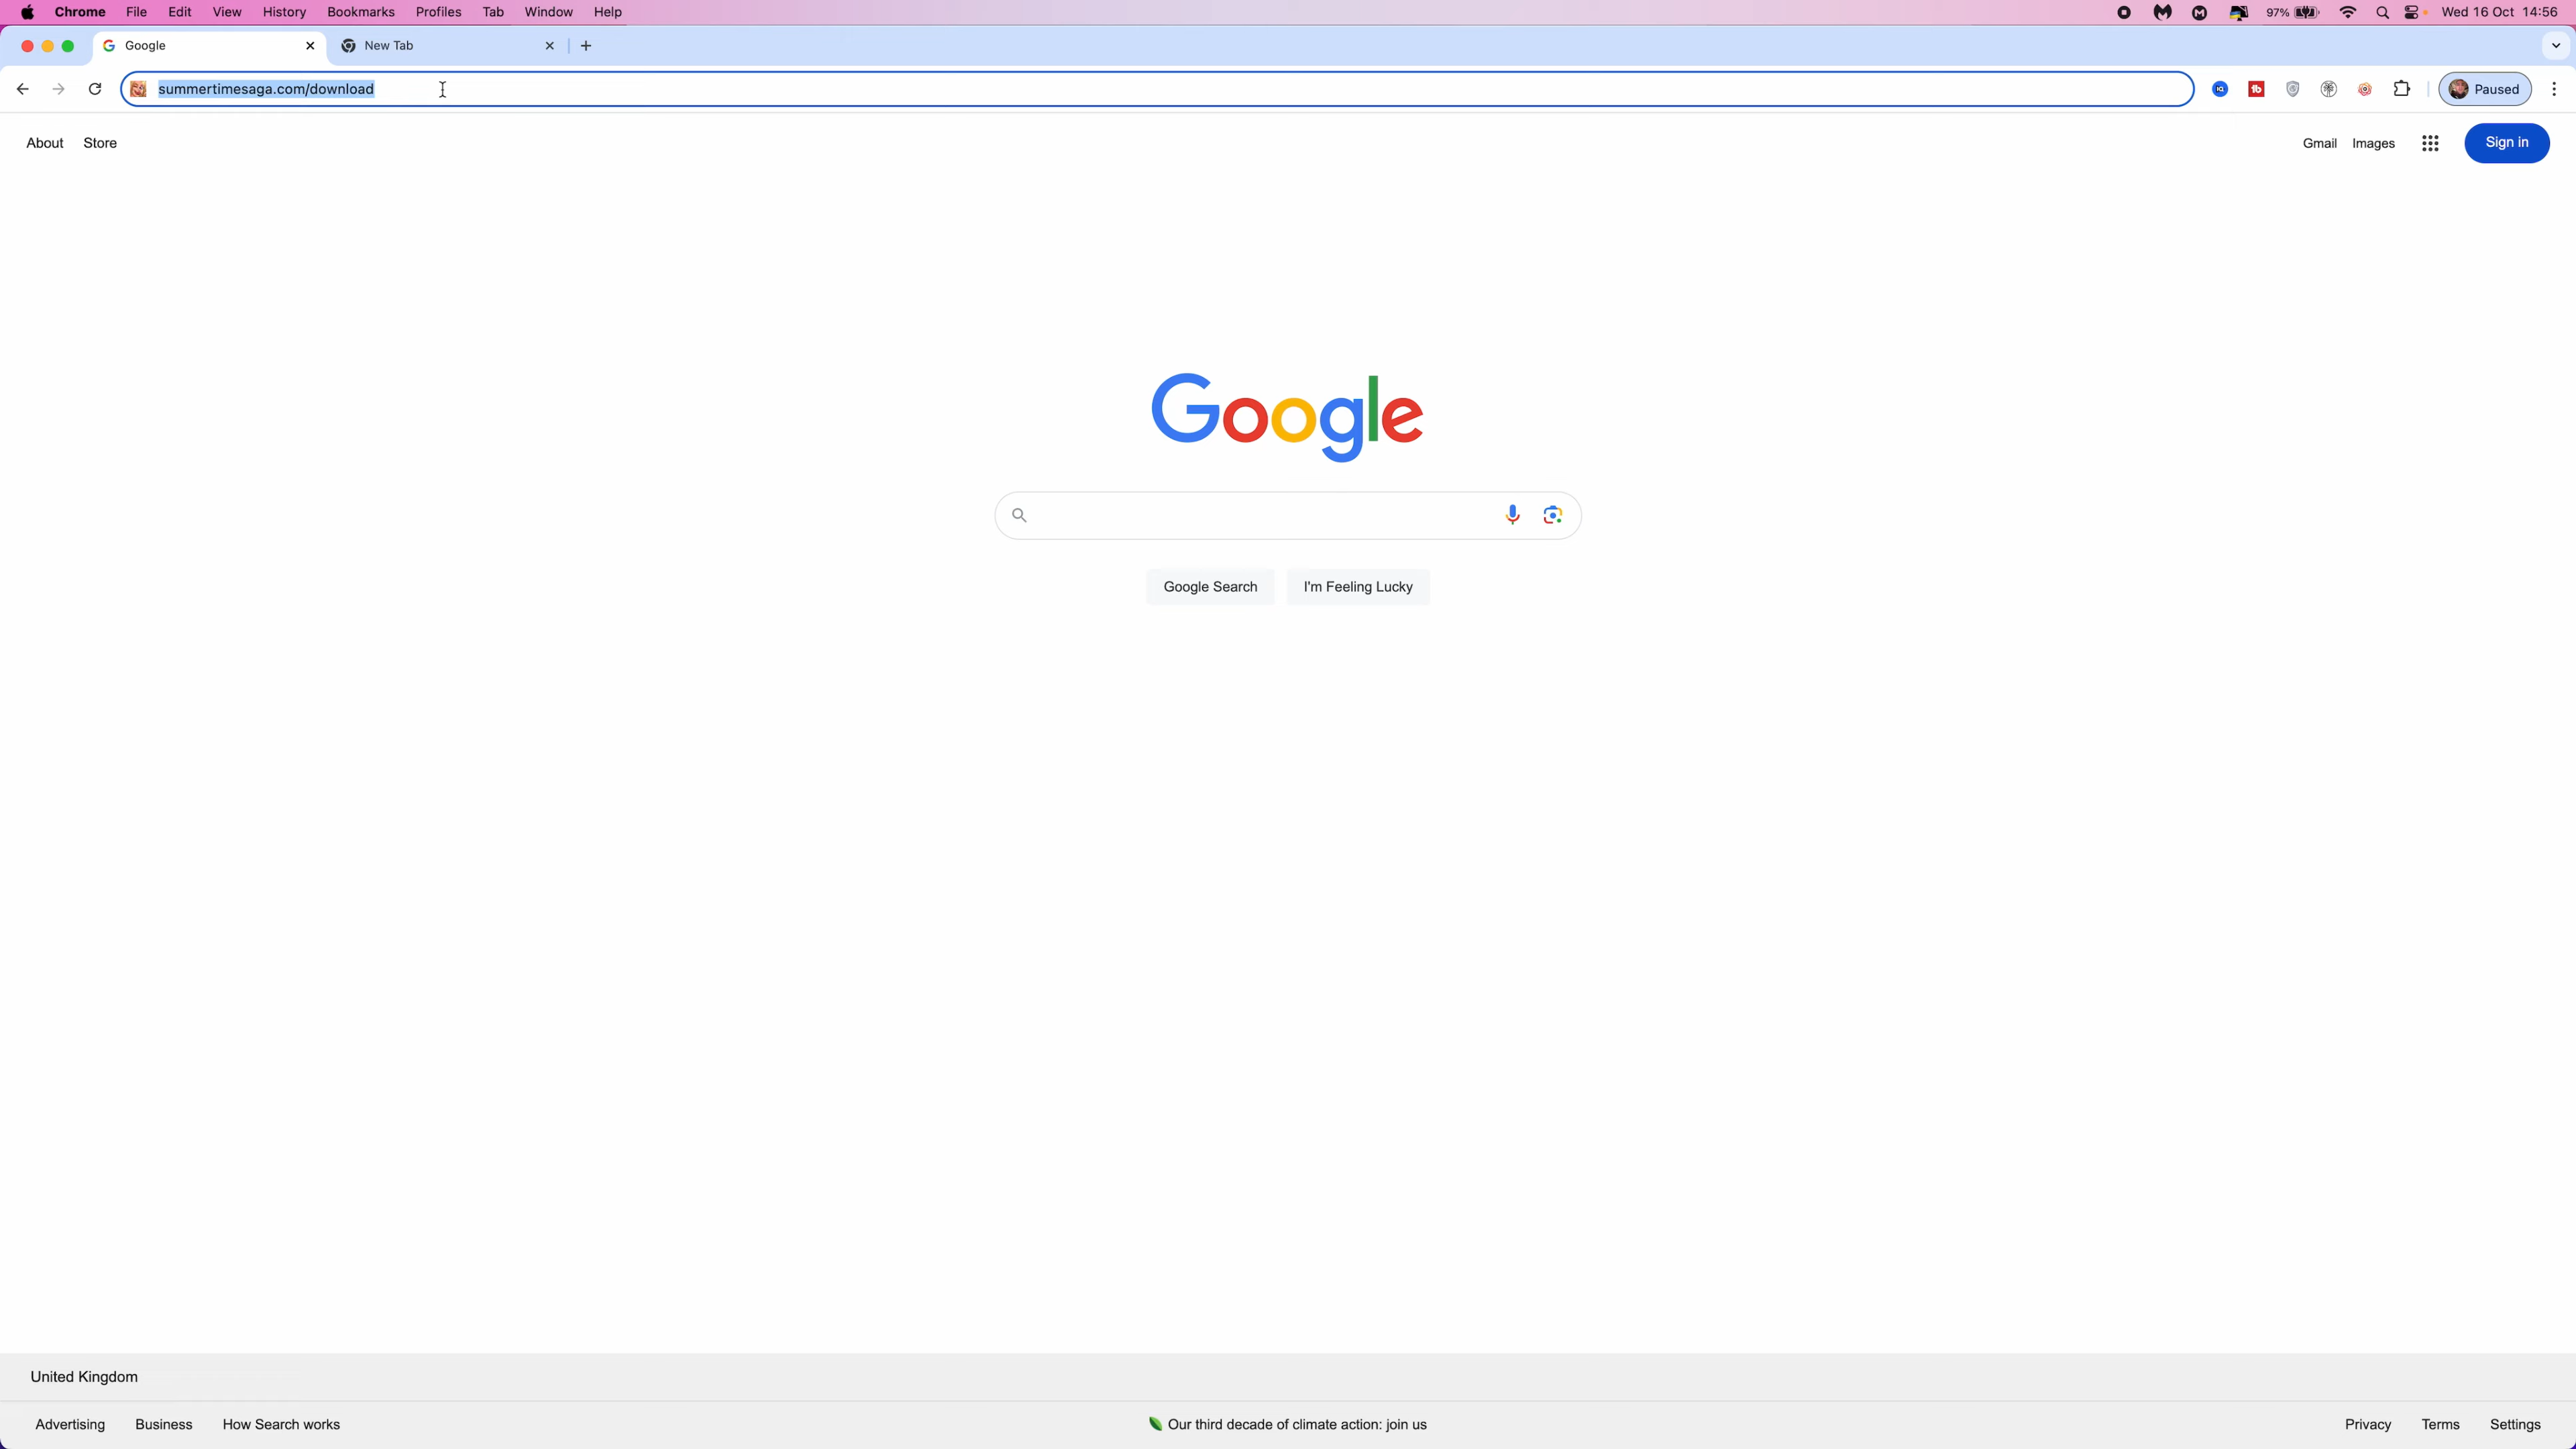 Chrome File Edit View History Bookmarks Profiles Tab Window Help 97% Wed 16 Oct 14:56
Google New Tab
summertimesaga.com/download Paused
About Store Gmail Images Sign in
Google
Google Search I'm Feeling Lucky
United Kingdom
Advertising Business How Search works Our third decade of climate action: join us Privacy Terms Settings